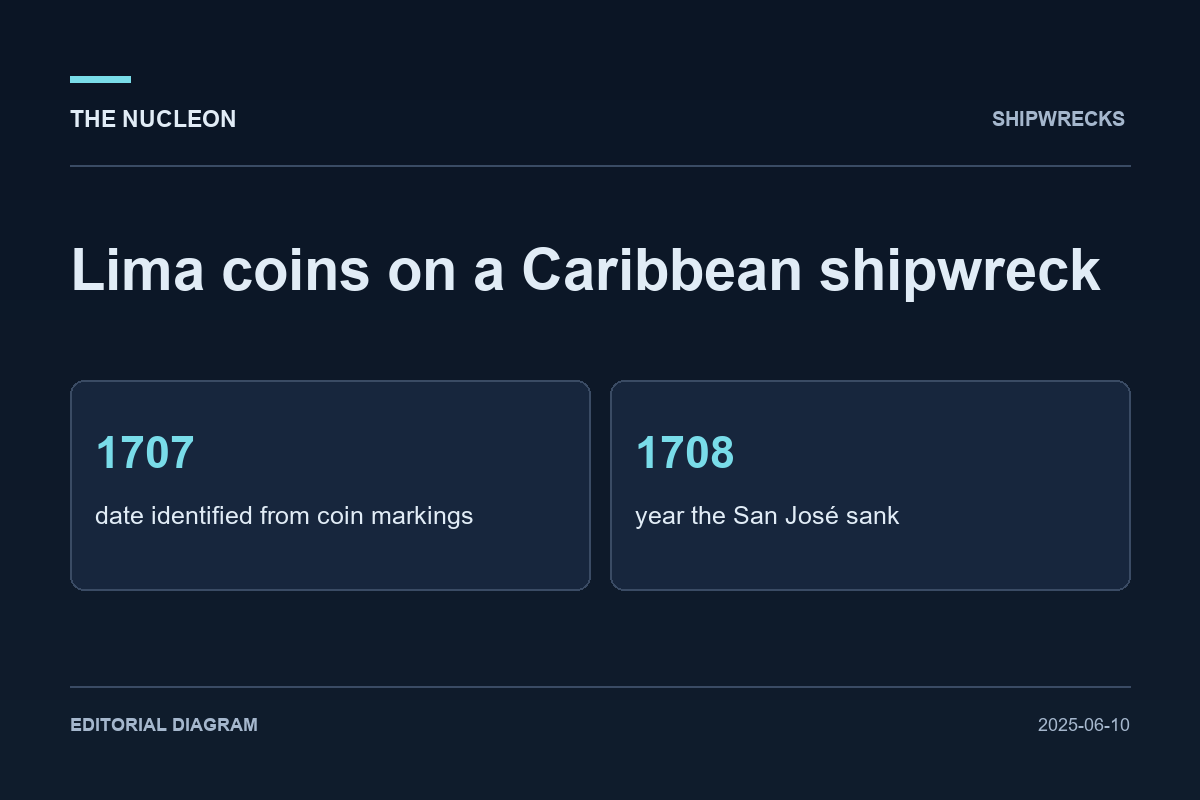 THE NUCLEON
SHIPWRECKS
Lima coins on a Caribbean shipwreck
1707
date identified from coin markings
1708
year the San José sank
EDITORIAL DIAGRAM
2025-06-10